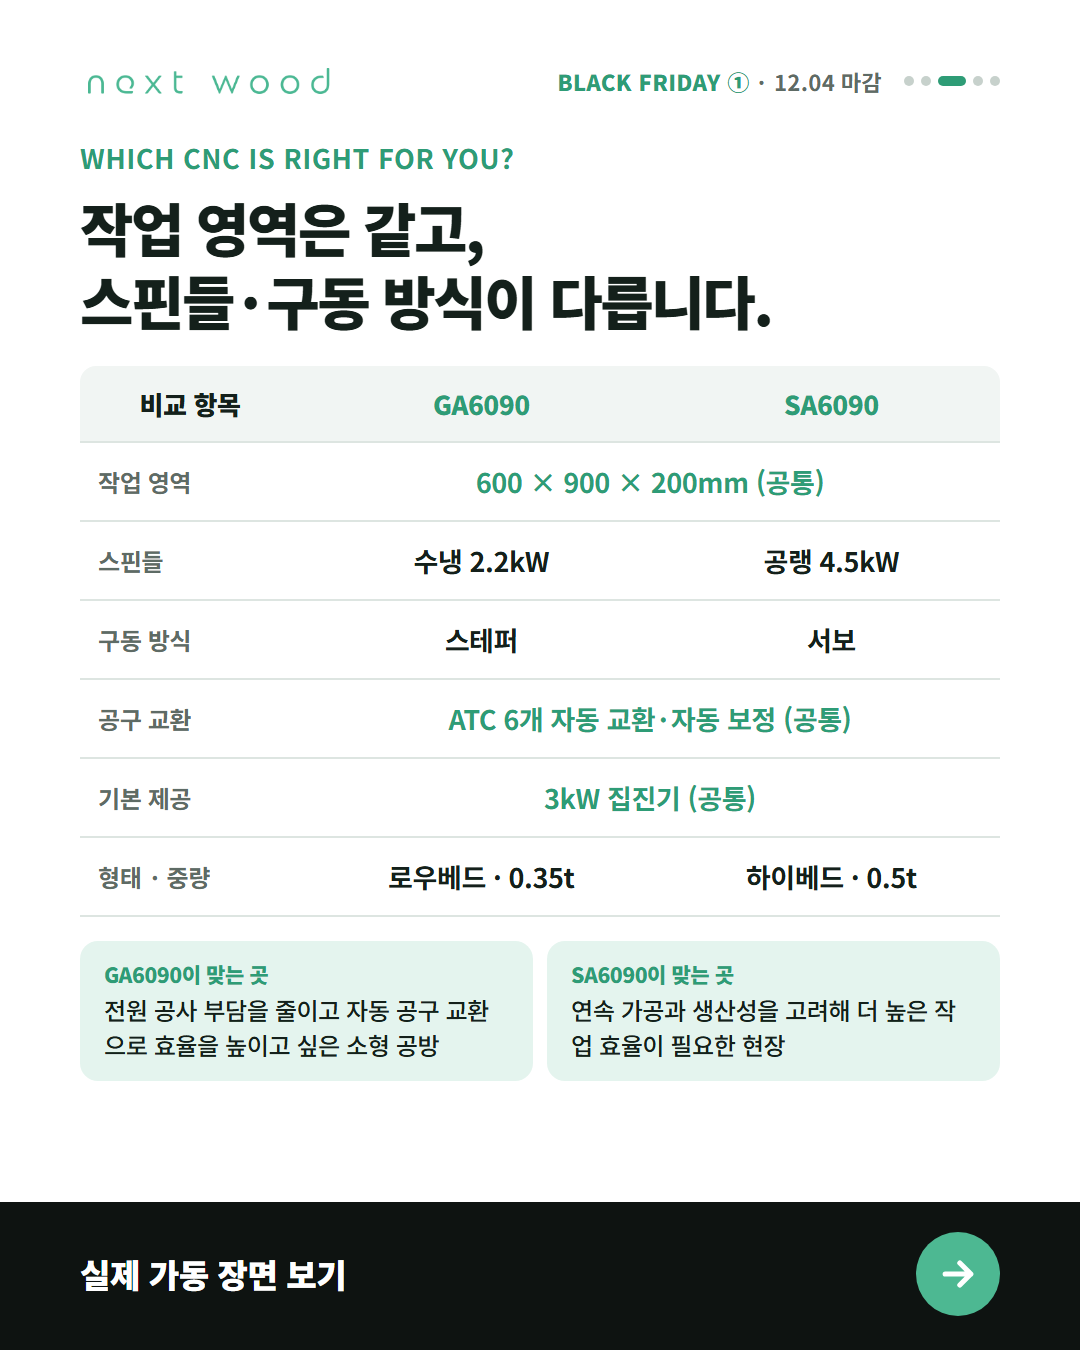 next wood
BLACK FRIDAY ① · 12.04 마감
WHICH CNC IS RIGHT FOR YOU?
작업 영역은 같고,
스핀들·구동 방식이 다릅니다.
비교 항목 GA6090 SA6090
작업 영역 600 × 900 × 200mm (공통)
스핀들 수냉 2.2kW 공랭 4.5kW
구동 방식 스테퍼 서보
공구 교환 ATC 6개 자동 교환·자동 보정 (공통)
기본 제공 3kW 집진기 (공통)
형태 · 중량 로우베드 · 0.35t 하이베드 · 0.5t
GA6090이 맞는 곳
전원 공사 부담을 줄이고 자동 공구 교환
으로 효율을 높이고 싶은 소형 공방
SA6090이 맞는 곳
연속 가공과 생산성을 고려해 더 높은 작
업 효율이 필요한 현장
실제 가동 장면 보기